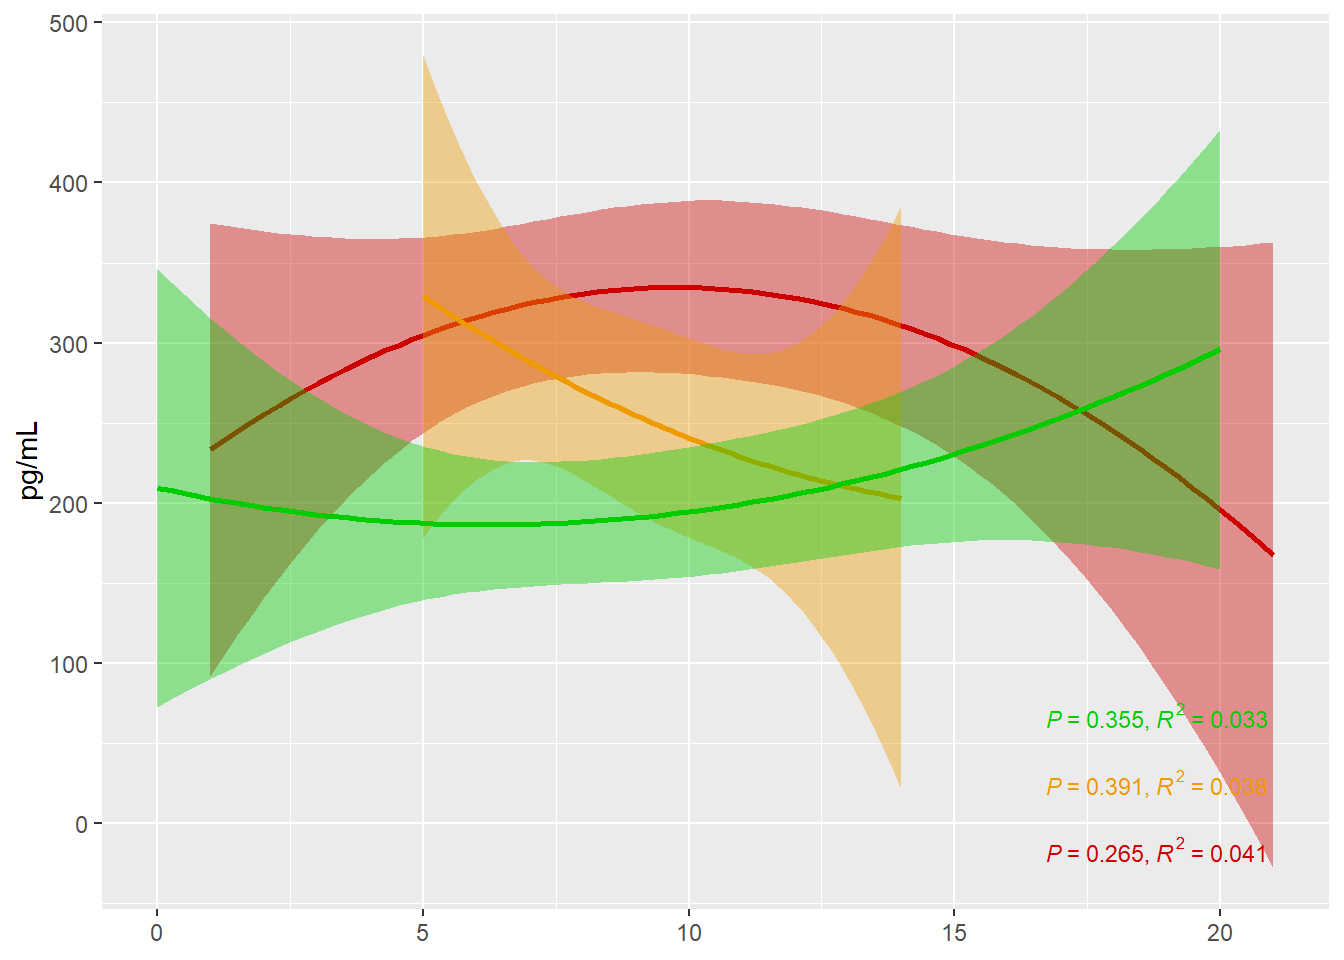 500
400
300
200
100
0
pg/mL
P = 0.355, R² = 0.033
P = 0.391, R² = 0.038
P = 0.265, R² = 0.041
0 5 10 15 20